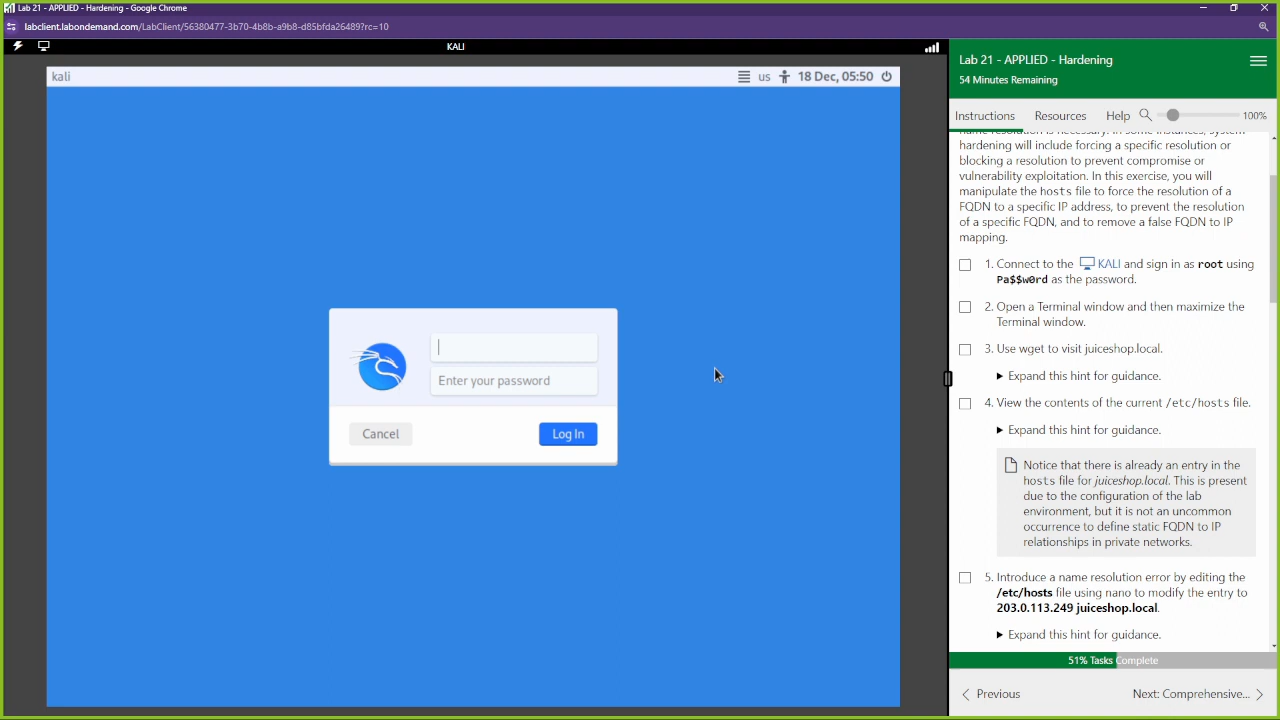 Lab 21 - APPLIED - Hardening - Google Chrome
labclient.labondemand.com/LabClient/56380477-3b70-4b8b-a9b8-d85bfda26489?rc=10
KALI
kali
us 18 Dec, 05:50
Enter your password
Cancel
Log In
Lab 21 - APPLIED - Hardening
54 Minutes Remaining
Instructions Resources Help 100%
name resolution is necessary. In some instances, system
hardening will include forcing a specific resolution or
blocking a resolution to prevent compromise or
vulnerability exploitation. In this exercise, you will
manipulate the hosts file to force the resolution of a
FQDN to a specific IP address, to prevent the resolution
of a specific FQDN, and to remove a false FQDN to IP
mapping.
1. Connect to the KALI and sign in as root using
Pa$$w0rd as the password.
2. Open a Terminal window and then maximize the
Terminal window.
3. Use wget to visit juiceshop.local.
Expand this hint for guidance.
4. View the contents of the current /etc/hosts file.
Expand this hint for guidance.
Notice that there is already an entry in the
hosts file for juiceshop.local. This is present
due to the configuration of the lab
environment, but it is not an uncommon
occurrence to define static FQDN to IP
relationships in private networks.
5. Introduce a name resolution error by editing the
/etc/hosts file using nano to modify the entry to
203.0.113.249 juiceshop.local.
Expand this hint for guidance.
51% Tasks Complete
Previous
Next: Comprehensive...